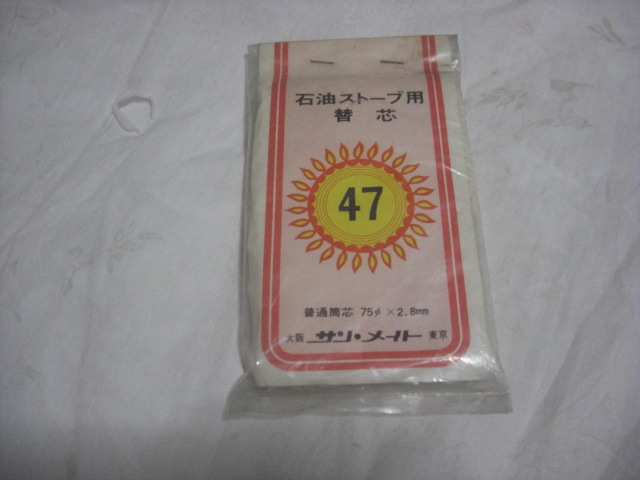 石油ストーブ用
替芯
47
普通筒芯 75φ×2.8mm
大阪 サン・メイト 東京